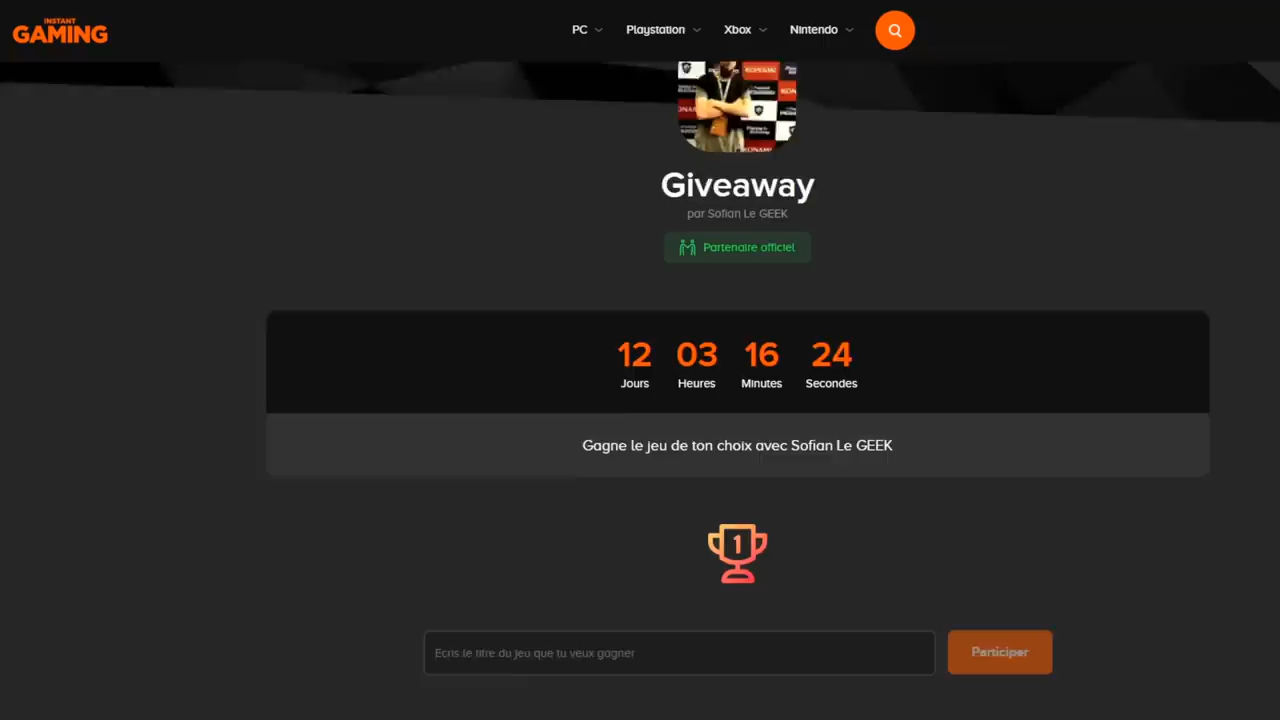 INSTANT
GAMING
PC
Playstation
Xbox
Nintendo
KONAMI
KONAMI
Giveaway
par Sofian Le GEEK
Partenaire officiel
12 03 16 24
Jours Heures Minutes Secondes
Gagne le jeu de ton choix avec Sofian Le GEEK
1
Ecris le titre du jeu que tu veux gagner
Participer